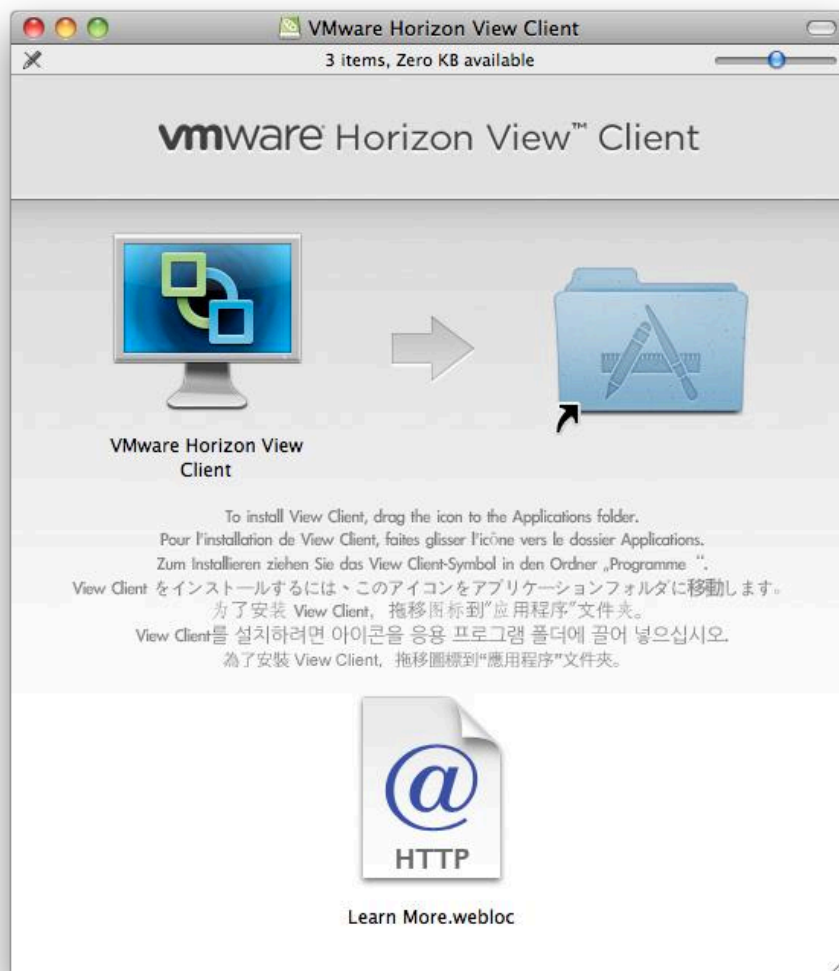 VMware Horizon View Client
3 items, Zero KB available
vmware Horizon View™ Client
VMware Horizon View
Client
To install View Client, drag the icon to the Applications folder.
Pour l'installation de View Client, faites glisser l'icône vers le dossier Applications.
Zum Installieren ziehen Sie das View Client-Symbol in den Ordner „Programme “.
View Client をインストールするには、このアイコンをアプリケーションフォルダに移動します。
为了安装 View Client, 拖移图标到"应用程序"文件夹。
View Client를 설치하려면 아이콘을 응용 프로그램 폴더에 끌어 넣으십시오.
為了安裝 View Client, 拖移圖標到“應用程序”文件夾。
@
HTTP
Learn More.webloc